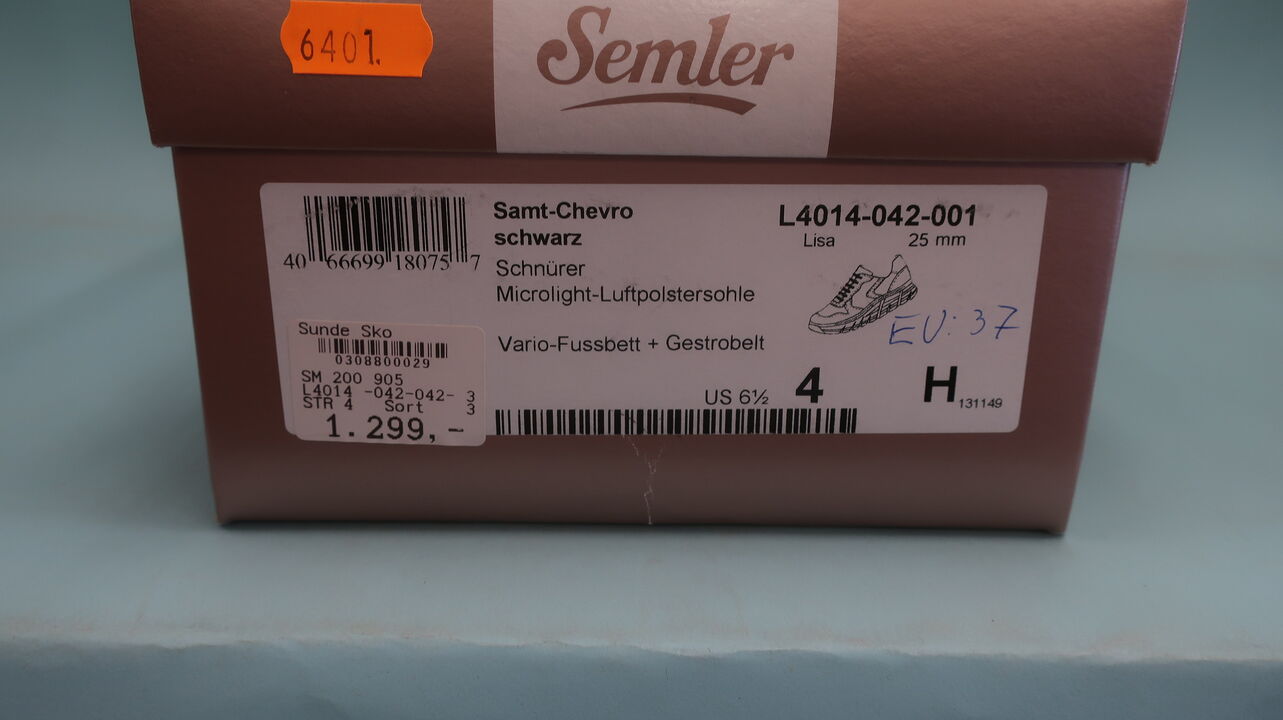 6401.
Semler
40 66699 18075 7
Samt-Chevro
schwarz
Schnürer
Microlight-Luftpolstersohle
Vario-Fussbett + Gestrobelt
L4014-042-001
Lisa 25 mm
EU: 37
US 6½ 4 H 131149
Sunde Sko
0308800029
SM 200 905
L4014 -042-042- 3
STR 4 Sort 3
1.299,-